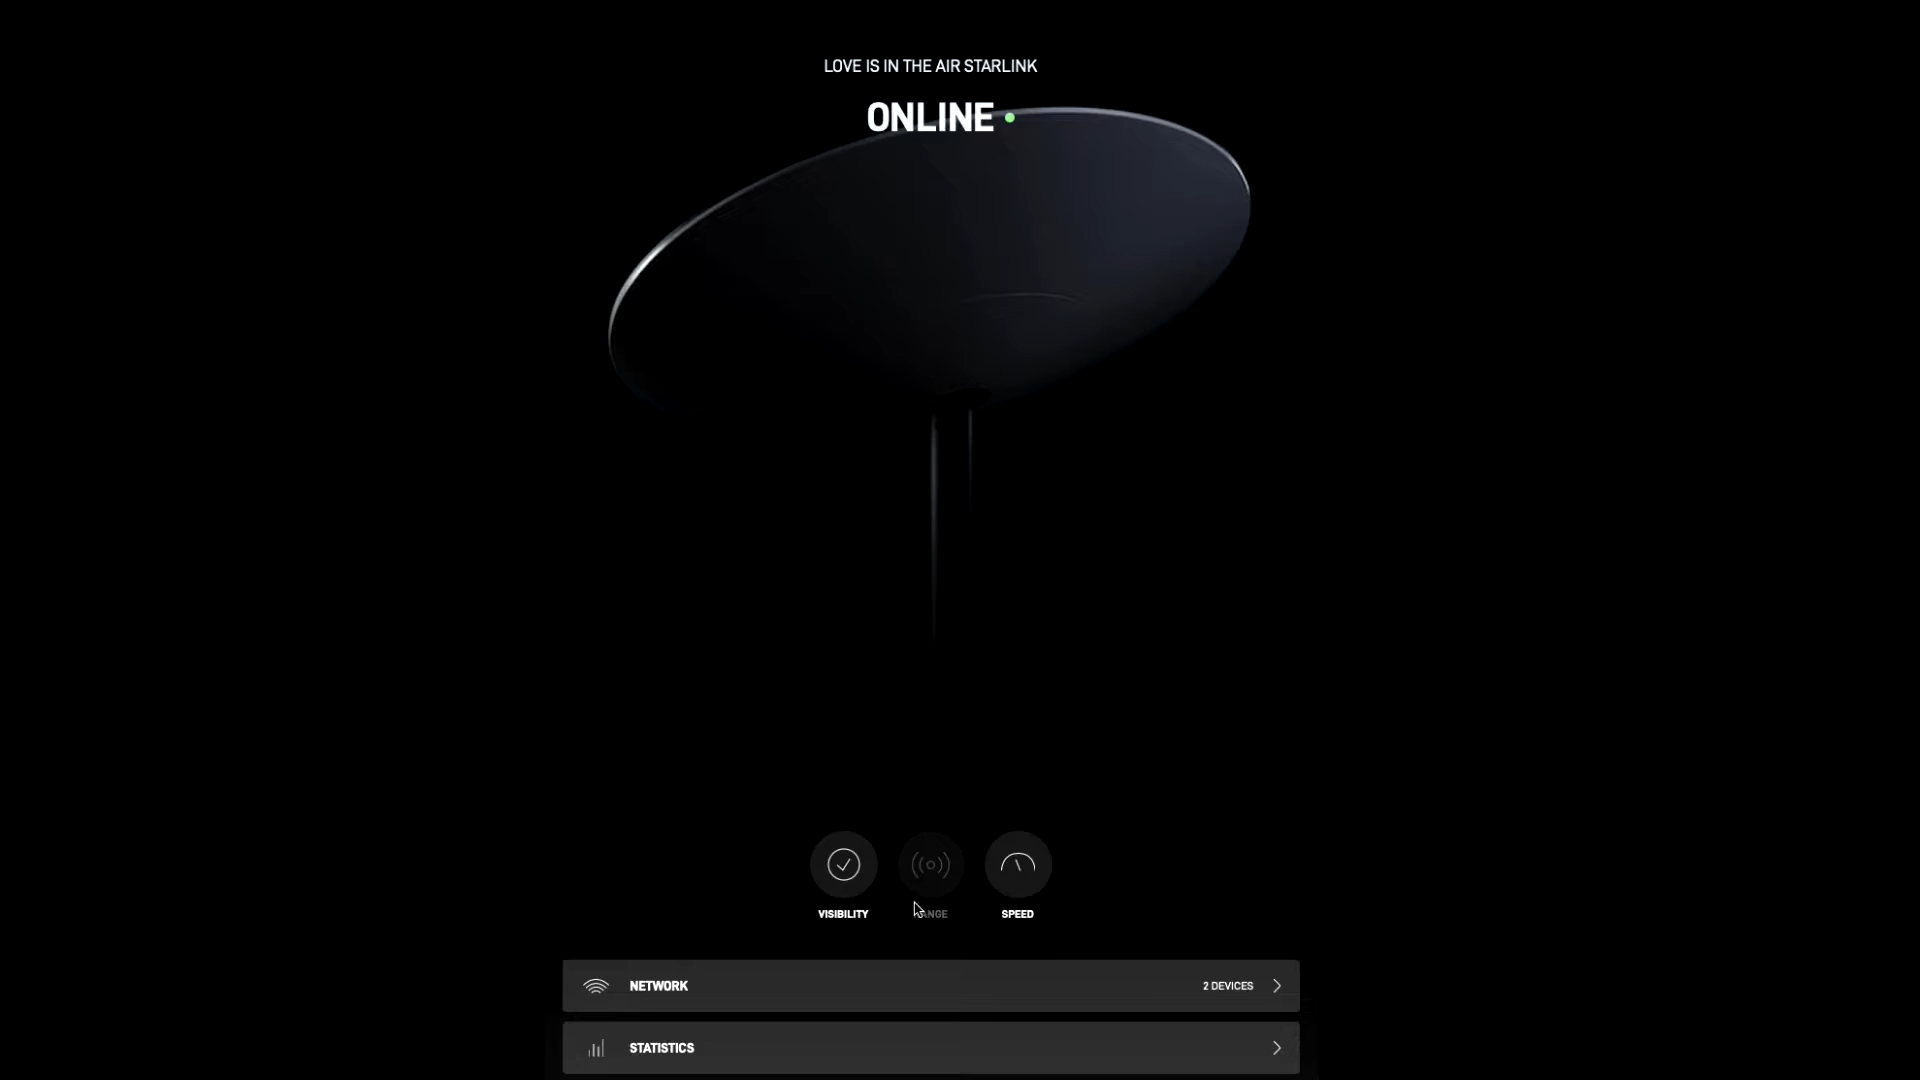 LOVE IS IN THE AIR STARLINK
ONLINE
VISIBILITY
SPEED
NETWORK 2 DEVICES
STATISTICS